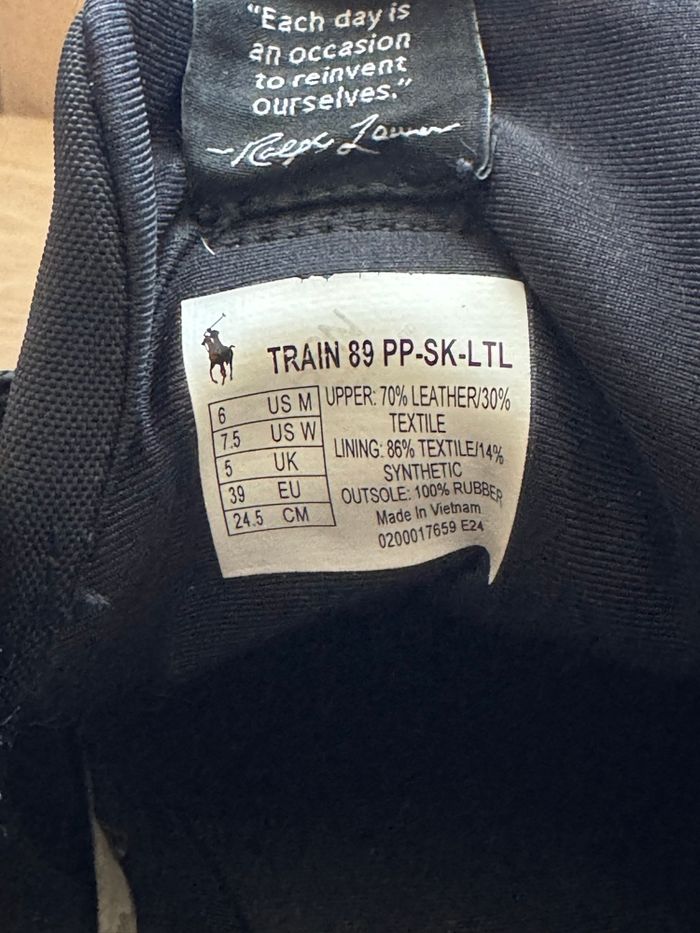 “Each day is
an occasion
to reinvent
ourselves.”
–Ralph Lauren
TRAIN 89 PP-SK-LTL
6 US M
7.5 US W
5 UK
39 EU
24.5 CM
UPPER: 70% LEATHER/30%
TEXTILE
LINING: 86% TEXTILE/14%
SYNTHETIC
OUTSOLE: 100% RUBBER
Made In Vietnam
0200017659 E24